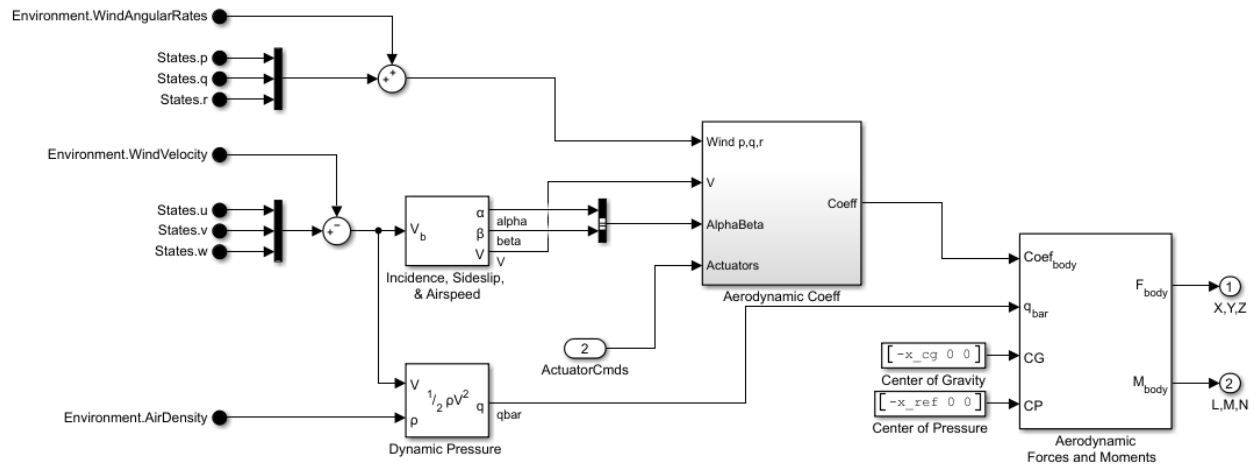 Environment.WindAngularRates
States.p
States.q
States.r
+
+
Environment.WindVelocity
States.u
States.v
States.w
+
−
V_b
α
β
V
alpha
beta
V
Incidence, Sideslip,
& Airspeed
Wind p,q,r
V
AlphaBeta
Actuators
Coeff
Aerodynamic Coeff
2
ActuatorCmds
Environment.AirDensity
V
ρ
1/2 ρV²
q
qbar
Dynamic Pressure
[-x_cg 0 0]
Center of Gravity
[-x_ref 0 0]
Center of Pressure
Coef_body
q_bar
CG
CP
F_body
M_body
Aerodynamic
Forces and Moments
1
X,Y,Z
2
L,M,N